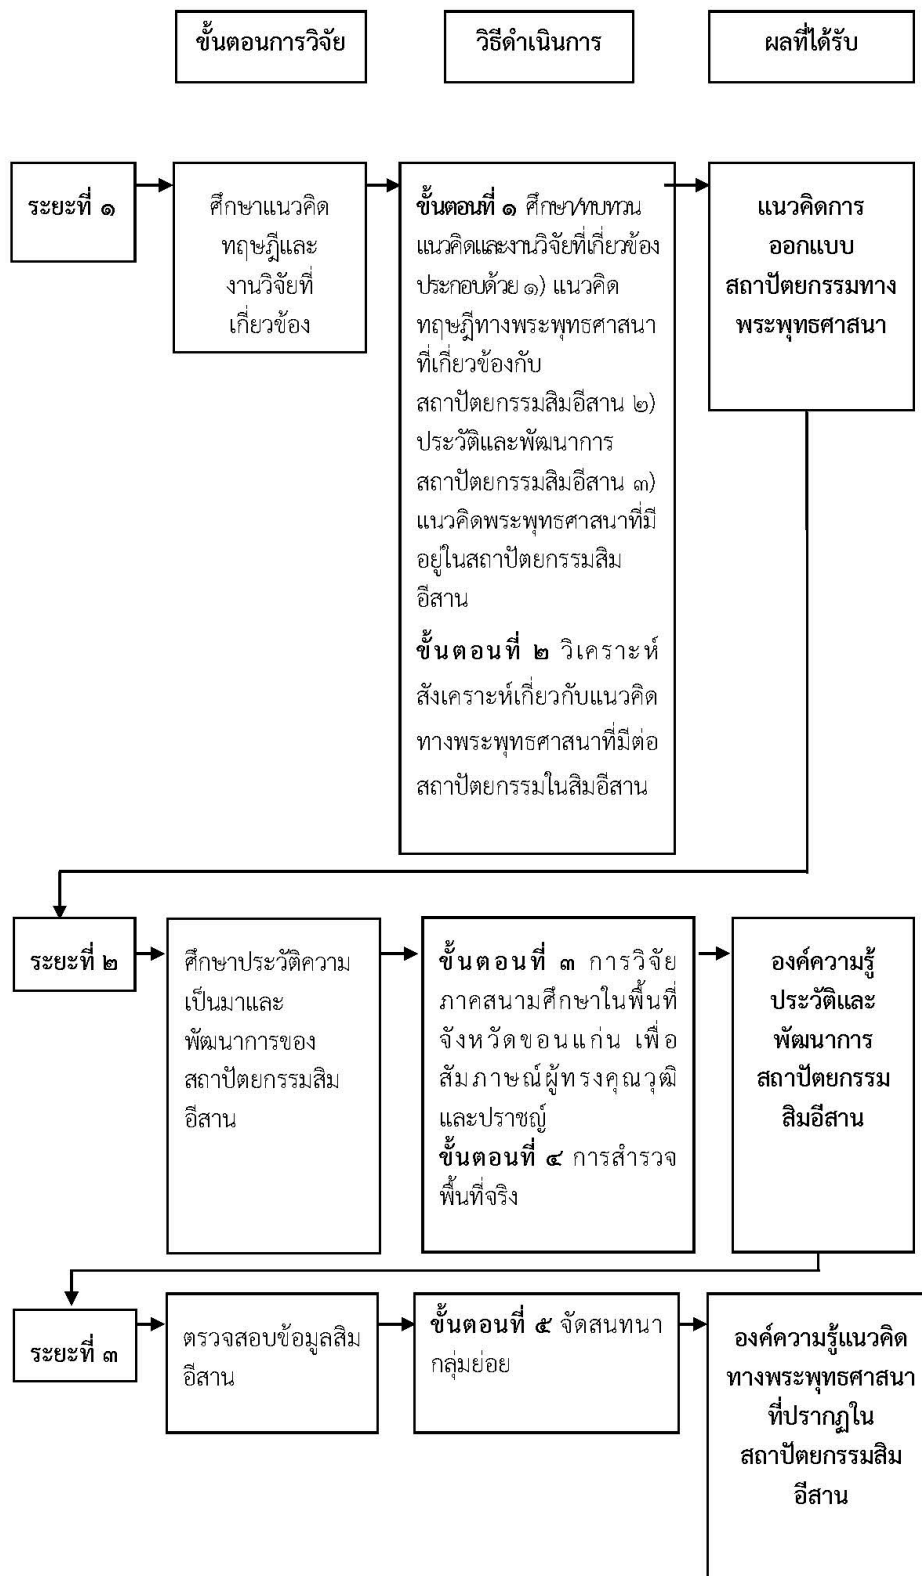 ขั้นตอนการวิจัย
วิธีดำเนินการ
ผลที่ได้รับ
ระยะที่ ๑
ศึกษาแนวคิด
ทฤษฎีและ
งานวิจัยที่
เกี่ยวข้อง
ขั้นตอนที่ ๑ ศึกษา/ทบทวน
แนวคิดและงานวิจัยที่เกี่ยวข้อง
ประกอบด้วย ๑) แนวคิด
ทฤษฎีทางพระพุทธศาสนา
ที่เกี่ยวข้องกับ
สถาปัตยกรรมสิมอีสาน ๒)
ประวัติและพัฒนาการ
สถาปัตยกรรมสิมอีสาน ๓)
แนวคิดพระพุทธศาสนาที่มี
อยู่ในสถาปัตยกรรมสิม
อีสาน
ขั้นตอนที่ ๒ วิเคราะห์
สังเคราะห์เกี่ยวกับแนวคิด
ทางพระพุทธศาสนาที่มีต่อ
สถาปัตยกรรมในสิมอีสาน
แนวคิดการ
ออกแบบ
สถาปัตยกรรมทาง
พระพุทธศาสนา
ระยะที่ ๒
ศึกษาประวัติความ
เป็นมาและ
พัฒนาการของ
สถาปัตยกรรมสิม
อีสาน
ขั้นตอนที่ ๓ การวิจัย
ภาคสนามศึกษาในพื้นที่
จังหวัดขอนแก่น เพื่อ
สัมภาษณ์ผู้ทรงคุณวุฒิ
และปราชญ์
ขั้นตอนที่ ๔ การสำรวจ
พื้นที่จริง
องค์ความรู้
ประวัติและ
พัฒนาการ
สถาปัตยกรรม
สิมอีสาน
ระยะที่ ๓
ตรวจสอบข้อมูลสิม
อีสาน
ขั้นตอนที่ ๕ จัดสนทนา
กลุ่มย่อย
องค์ความรู้แนวคิด
ทางพระพุทธศาสนา
ที่ปรากฏใน
สถาปัตยกรรมสิม
อีสาน